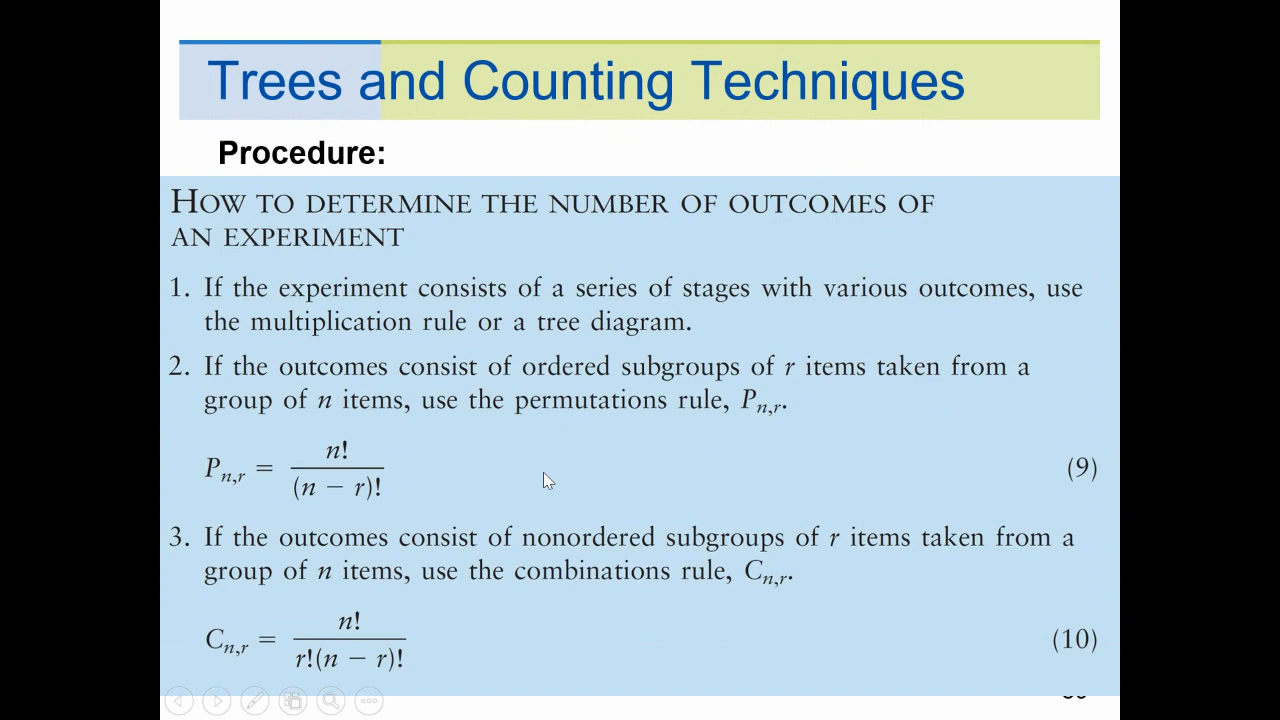 Trees and Counting Techniques
Procedure:
HOW TO DETERMINE THE NUMBER OF OUTCOMES OF
AN EXPERIMENT
1. If the experiment consists of a series of stages with various outcomes, use
the multiplication rule or a tree diagram.
2. If the outcomes consist of ordered subgroups of r items taken from a
group of n items, use the permutations rule, Pn,r.
Pn,r = n! / (n − r)! (9)
3. If the outcomes consist of nonordered subgroups of r items taken from a
group of n items, use the combinations rule, Cn,r.
Cn,r = n! / r!(n − r)! (10)